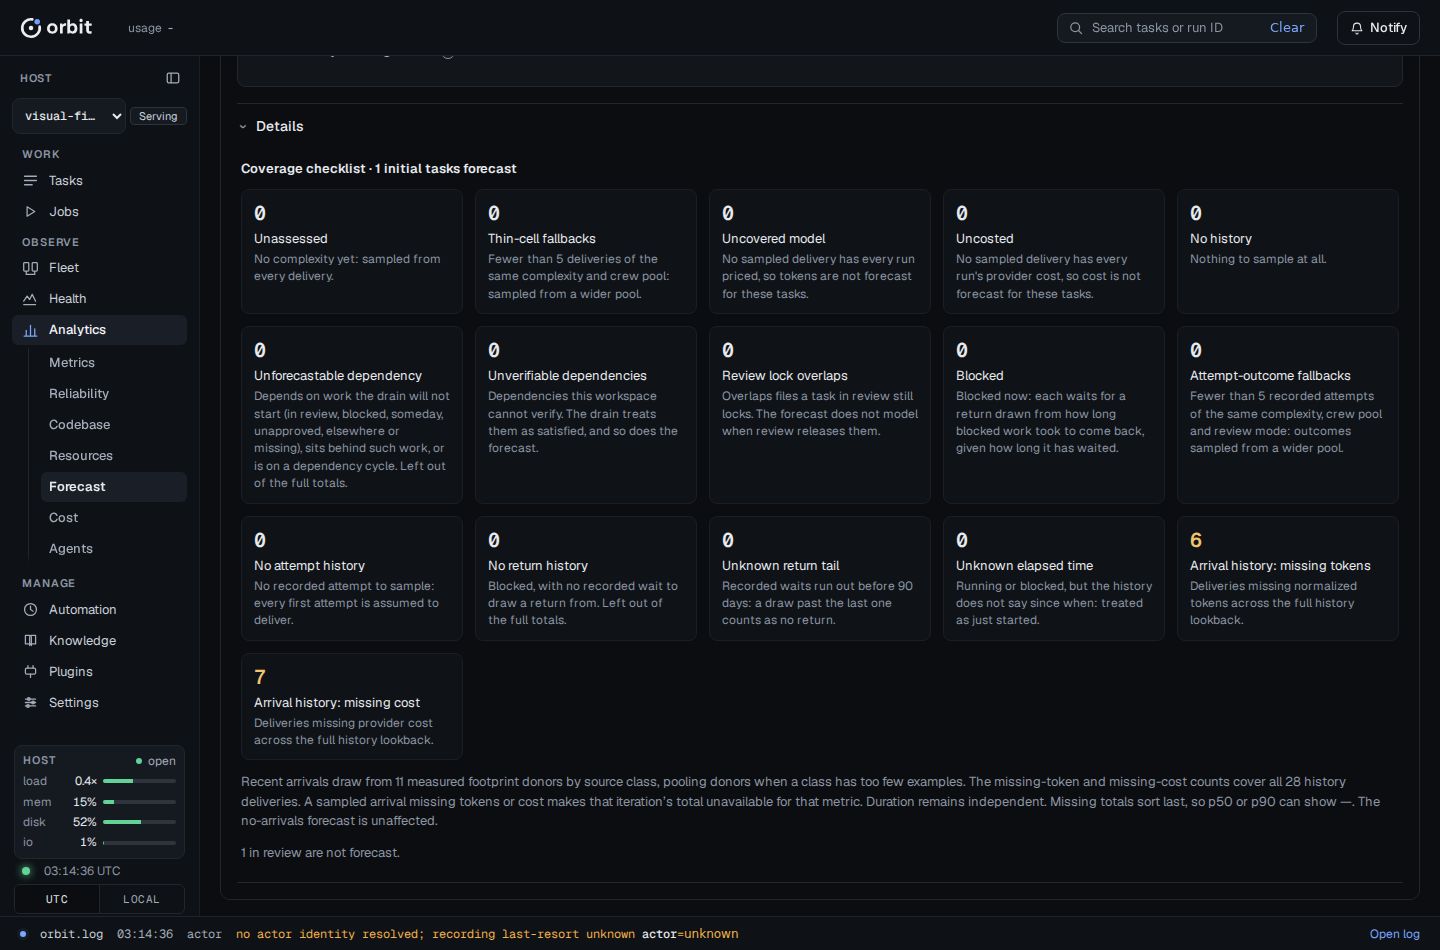 orbit
usage -
Search tasks or run ID
Clear
Notify
HOST
visual-fi…
Serving
WORK
Tasks
Jobs
OBSERVE
Fleet
Health
Analytics
Metrics
Reliability
Codebase
Resources
Forecast
Cost
Agents
MANAGE
Automation
Knowledge
Plugins
Settings
HOST
open
load 0.4×
mem 15%
disk 52%
io 1%
03:14:36 UTC
UTC
LOCAL
Details
Coverage checklist · 1 initial tasks forecast
0
Unassessed
No complexity yet: sampled from
every delivery.
0
Thin-cell fallbacks
Fewer than 5 deliveries of the
same complexity and crew pool:
sampled from a wider pool.
0
Uncovered model
No sampled delivery has every run
priced, so tokens are not forecast
for these tasks.
0
Uncosted
No sampled delivery has every
run's provider cost, so cost is not
forecast for these tasks.
0
No history
Nothing to sample at all.
0
Unforecastable dependency
Depends on work the drain will not
start (in review, blocked, someday,
unapproved, elsewhere or
missing), sits behind such work, or
is on a dependency cycle. Left out
of the full totals.
0
Unverifiable dependencies
Dependencies this workspace
cannot verify. The drain treats
them as satisfied, and so does the
forecast.
0
Review lock overlaps
Overlaps files a task in review still
locks. The forecast does not model
when review releases them.
0
Blocked
Blocked now: each waits for a
return drawn from how long
blocked work took to come back,
given how long it has waited.
0
Attempt-outcome fallbacks
Fewer than 5 recorded attempts
of the same complexity, crew pool
and review mode: outcomes
sampled from a wider pool.
0
No attempt history
No recorded attempt to sample:
every first attempt is assumed to
deliver.
0
No return history
Blocked, with no recorded wait to
draw a return from. Left out of
the full totals.
0
Unknown return tail
Recorded waits run out before 90
days: a draw past the last one
counts as no return.
0
Unknown elapsed time
Running or blocked, but the history
does not say since when: treated
as just started.
6
Arrival history: missing tokens
Deliveries missing normalized
tokens across the full history
lookback.
7
Arrival history: missing cost
Deliveries missing provider cost
across the full history lookback.
Recent arrivals draw from 11 measured footprint donors by source class, pooling donors when a class has too few examples. The missing-token and missing-cost counts cover all 28 history
deliveries. A sampled arrival missing tokens or cost makes that iteration's total unavailable for that metric. Duration remains independent. Missing totals sort last, so p50 or p90 can show —. The
no-arrivals forecast is unaffected.
1 in review are not forecast.
orbit.log 03:14:36 actor no actor identity resolved; recording last-resort unknown actor=unknown
Open log